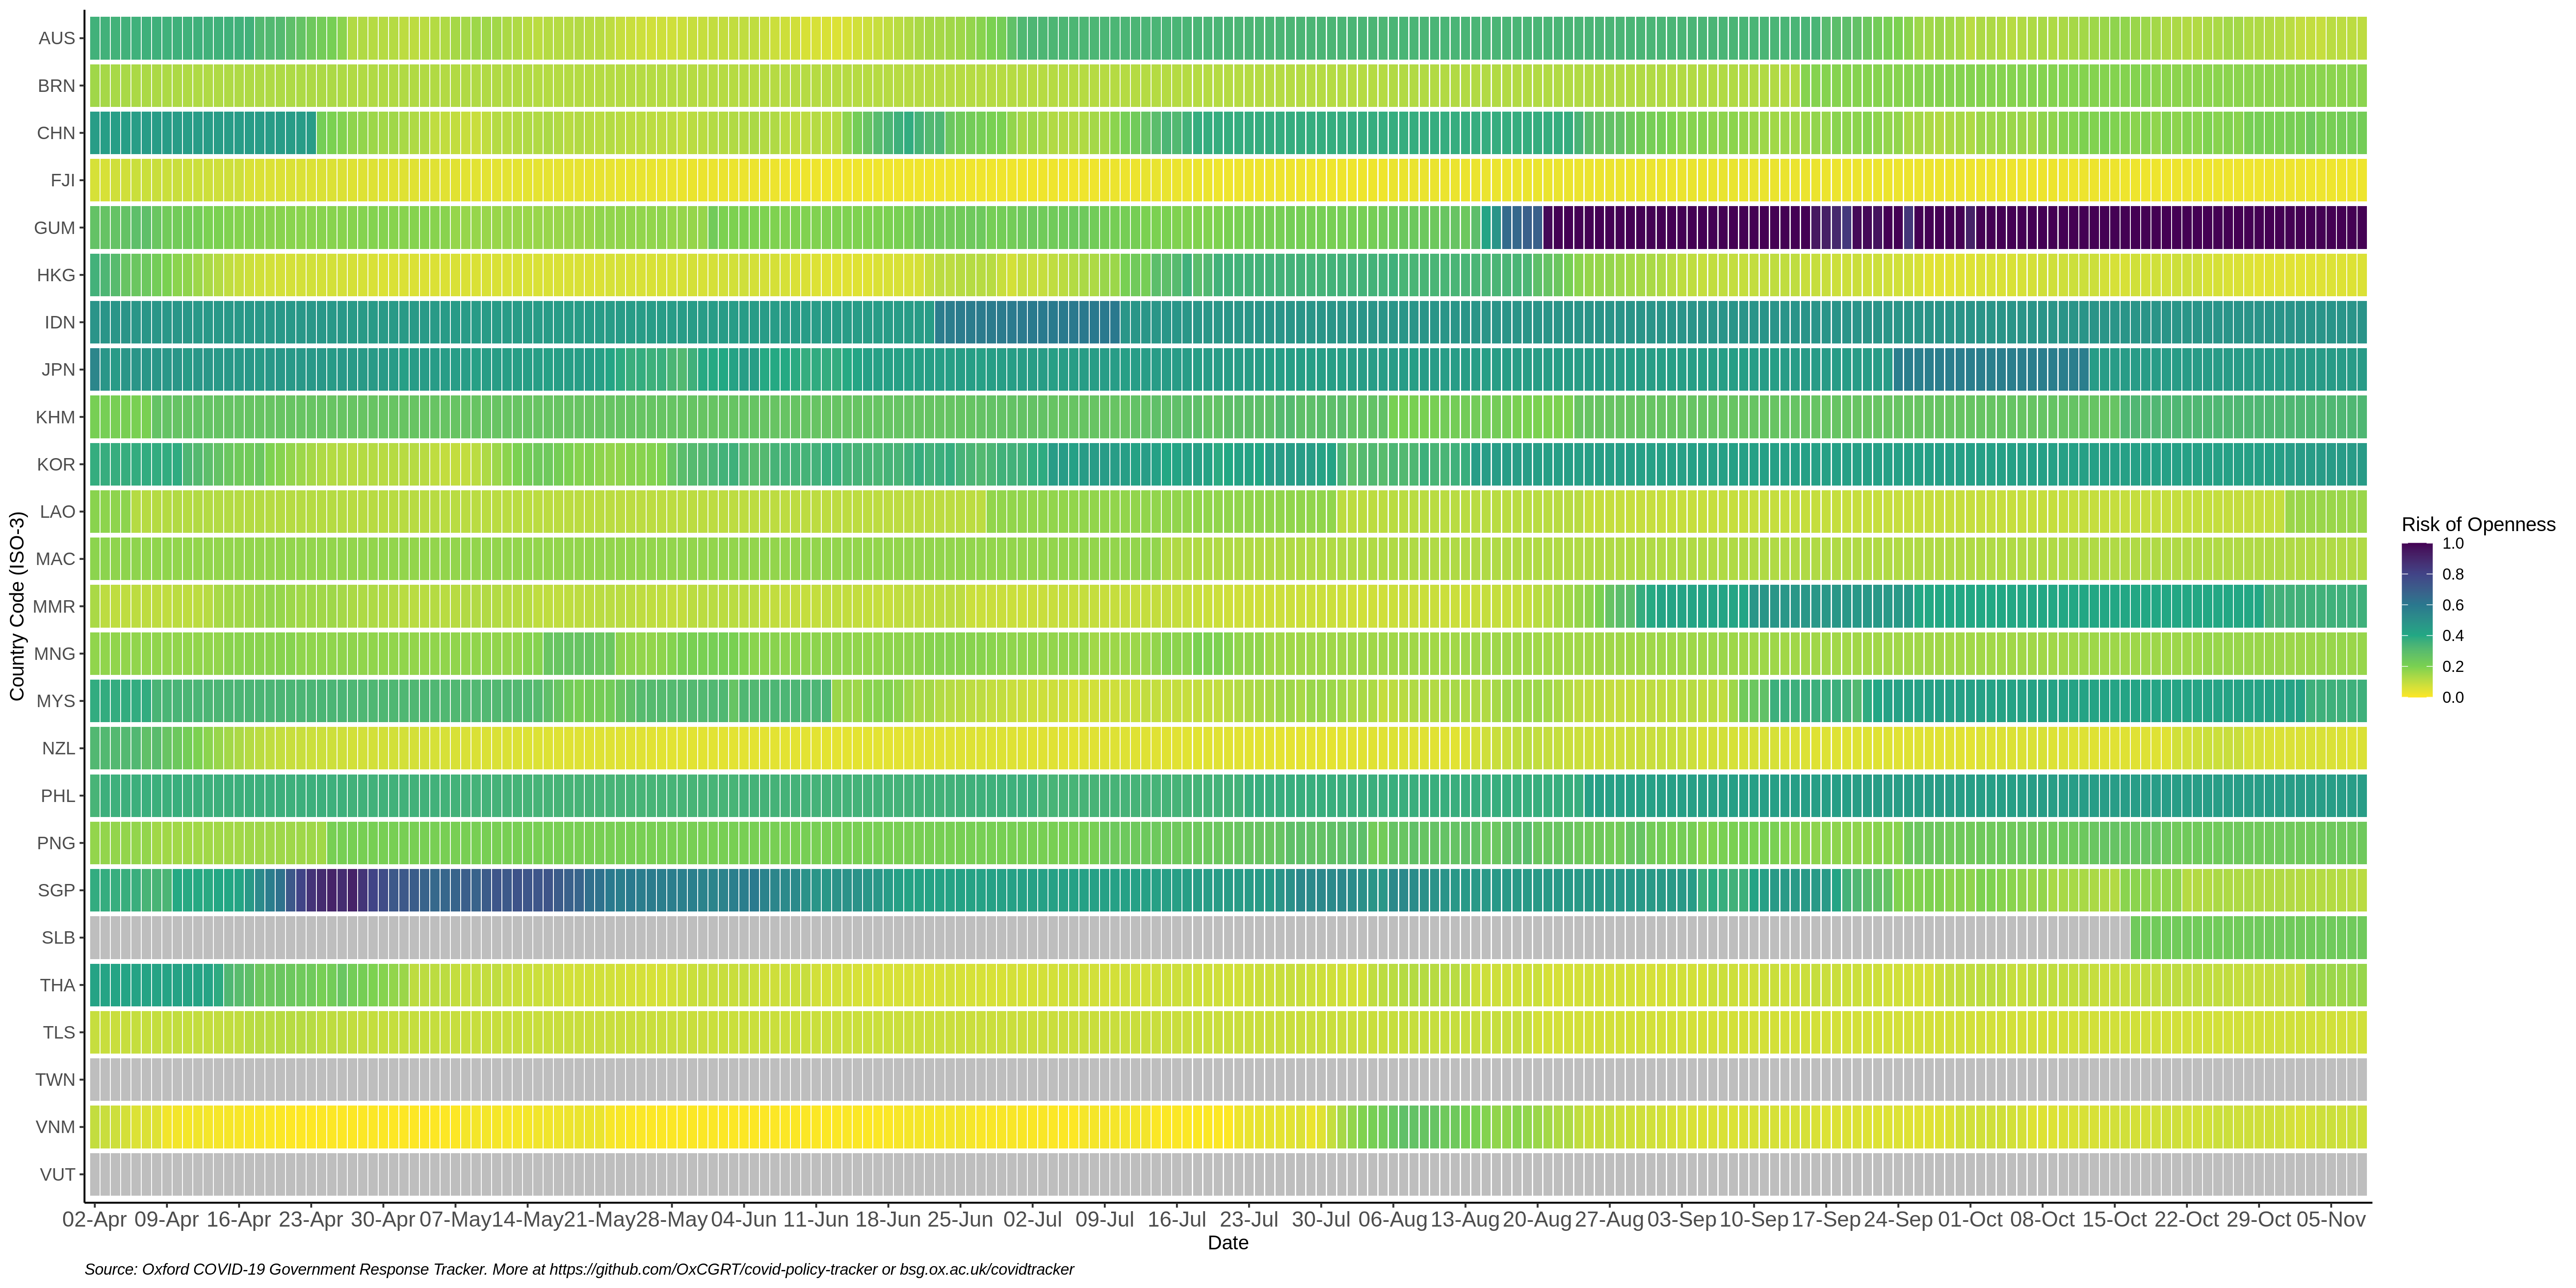 AUS
BRN
CHN
FJI
GUM
HKG
IDN
JPN
KHM
KOR
LAO
MAC
MMR
MNG
MYS
NZL
PHL
PNG
SGP
SLB
THA
TLS
TWN
VNM
VUT
Country Code (ISO-3)
02-Apr 09-Apr 16-Apr 23-Apr 30-Apr 07-May 14-May 21-May 28-May 04-Jun 11-Jun 18-Jun 25-Jun 02-Jul 09-Jul 16-Jul 23-Jul 30-Jul 06-Aug 13-Aug 20-Aug 27-Aug 03-Sep 10-Sep 17-Sep 24-Sep 01-Oct 08-Oct 15-Oct 22-Oct 29-Oct 05-Nov
Date
Risk of Openness
1.0
0.8
0.6
0.4
0.2
0.0
Source: Oxford COVID-19 Government Response Tracker. More at https://github.com/OxCGRT/covid-policy-tracker or bsg.ox.ac.uk/covidtracker